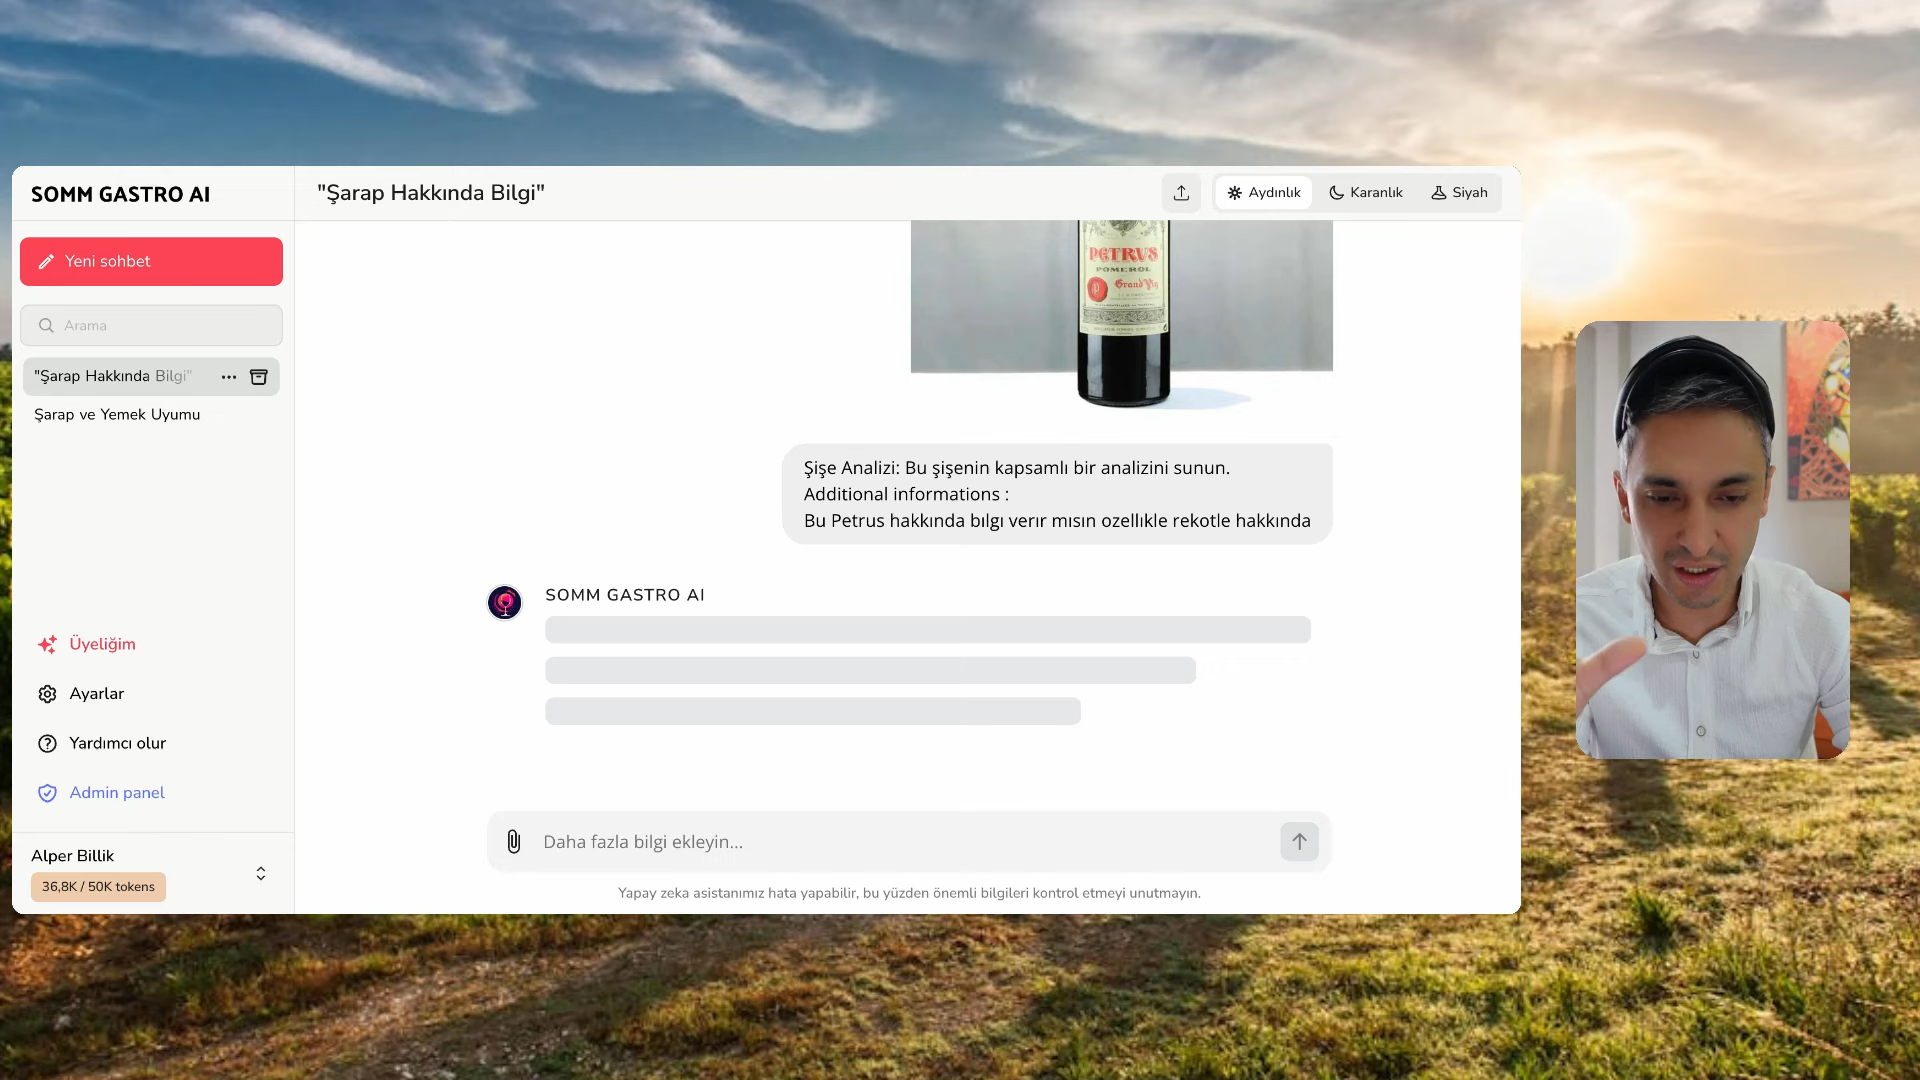 SOMM GASTRO AI
"Şarap Hakkında Bilgi"
Aydınlık
Karanlık
Siyah
Yeni sohbet
Arama
"Şarap Hakkında Bilgi"
Şarap ve Yemek Uyumu
PETRVS
POMEROL
Grand Vin
Şişe Analizi: Bu şişenin kapsamlı bir analizini sunun.
Additional informations :
Bu Petrus hakkında bılgı verır mısın ozellıkle rekotle hakkında
SOMM GASTRO AI
Üyeliğim
Ayarlar
Yardımcı olur
Admin panel
Alper Billik
36,8K / 50K tokens
Daha fazla bilgi ekleyin...
Yapay zeka asistanımız hata yapabilir, bu yüzden önemli bilgileri kontrol etmeyi unutmayın.